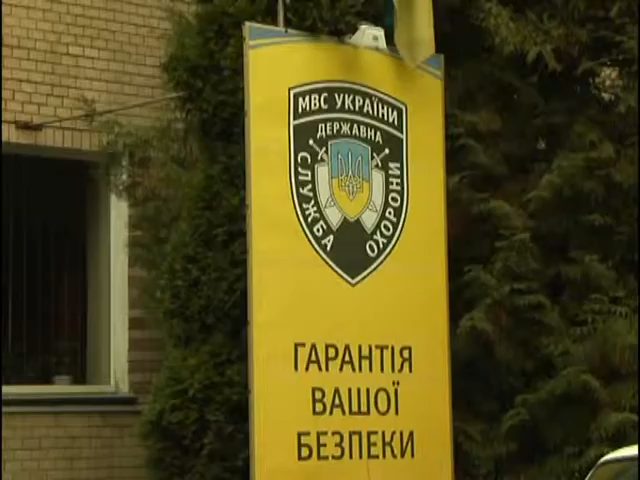 МВС УКРАЇНИ
ДЕРЖАВНА
СЛУЖБА
ОХОРОНИ
ГАРАНТІЯ
ВАШОЇ
БЕЗПЕКИ